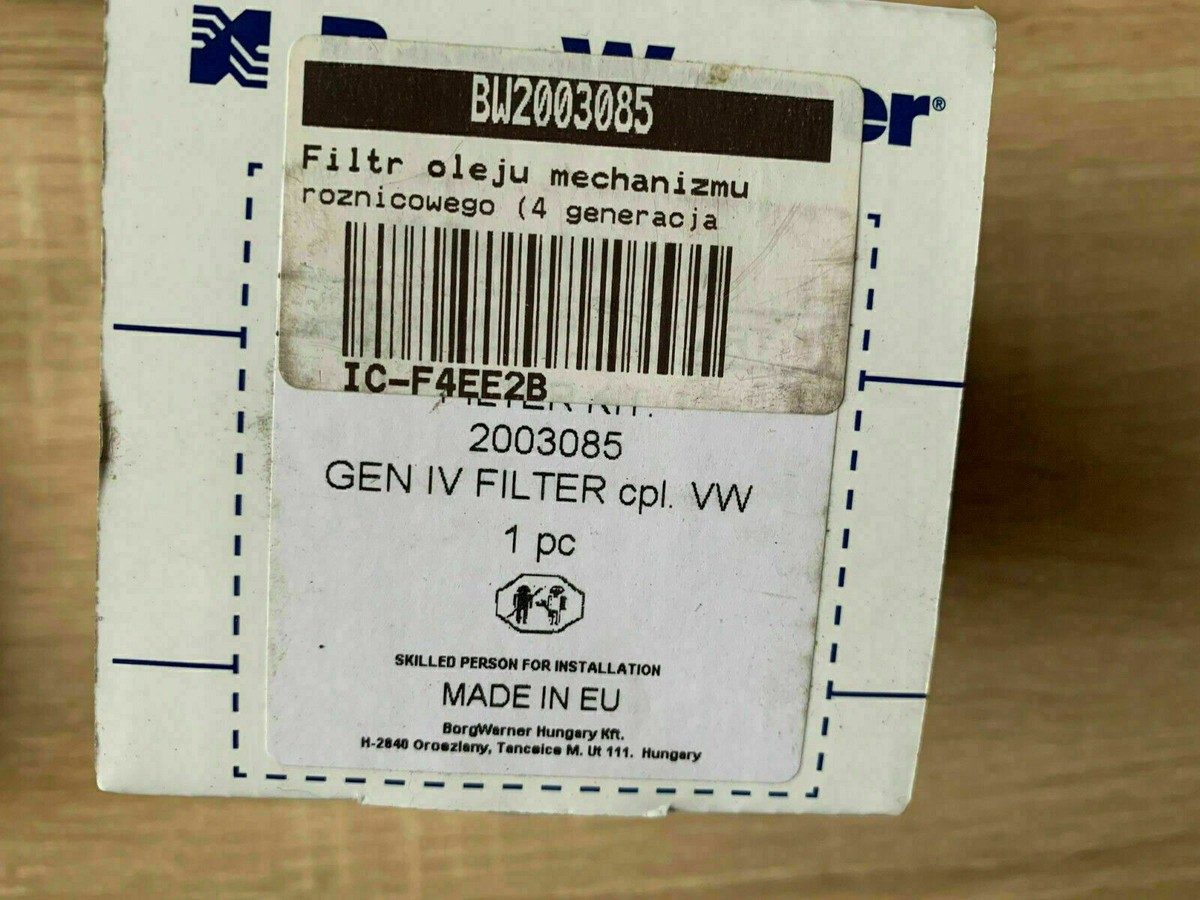 er®
BW2003085
Filtr oleju mechanizmu
roznicowego (4 generacja
IC-F4EE2B
2003085
GEN IV FILTER cpl. VW
1 pc
SKILLED PERSON FOR INSTALLATION
MADE IN EU
BorgWarner Hungary Kft.
H-2840 Oroszlany, Tancsics M. Ut 111. Hungary